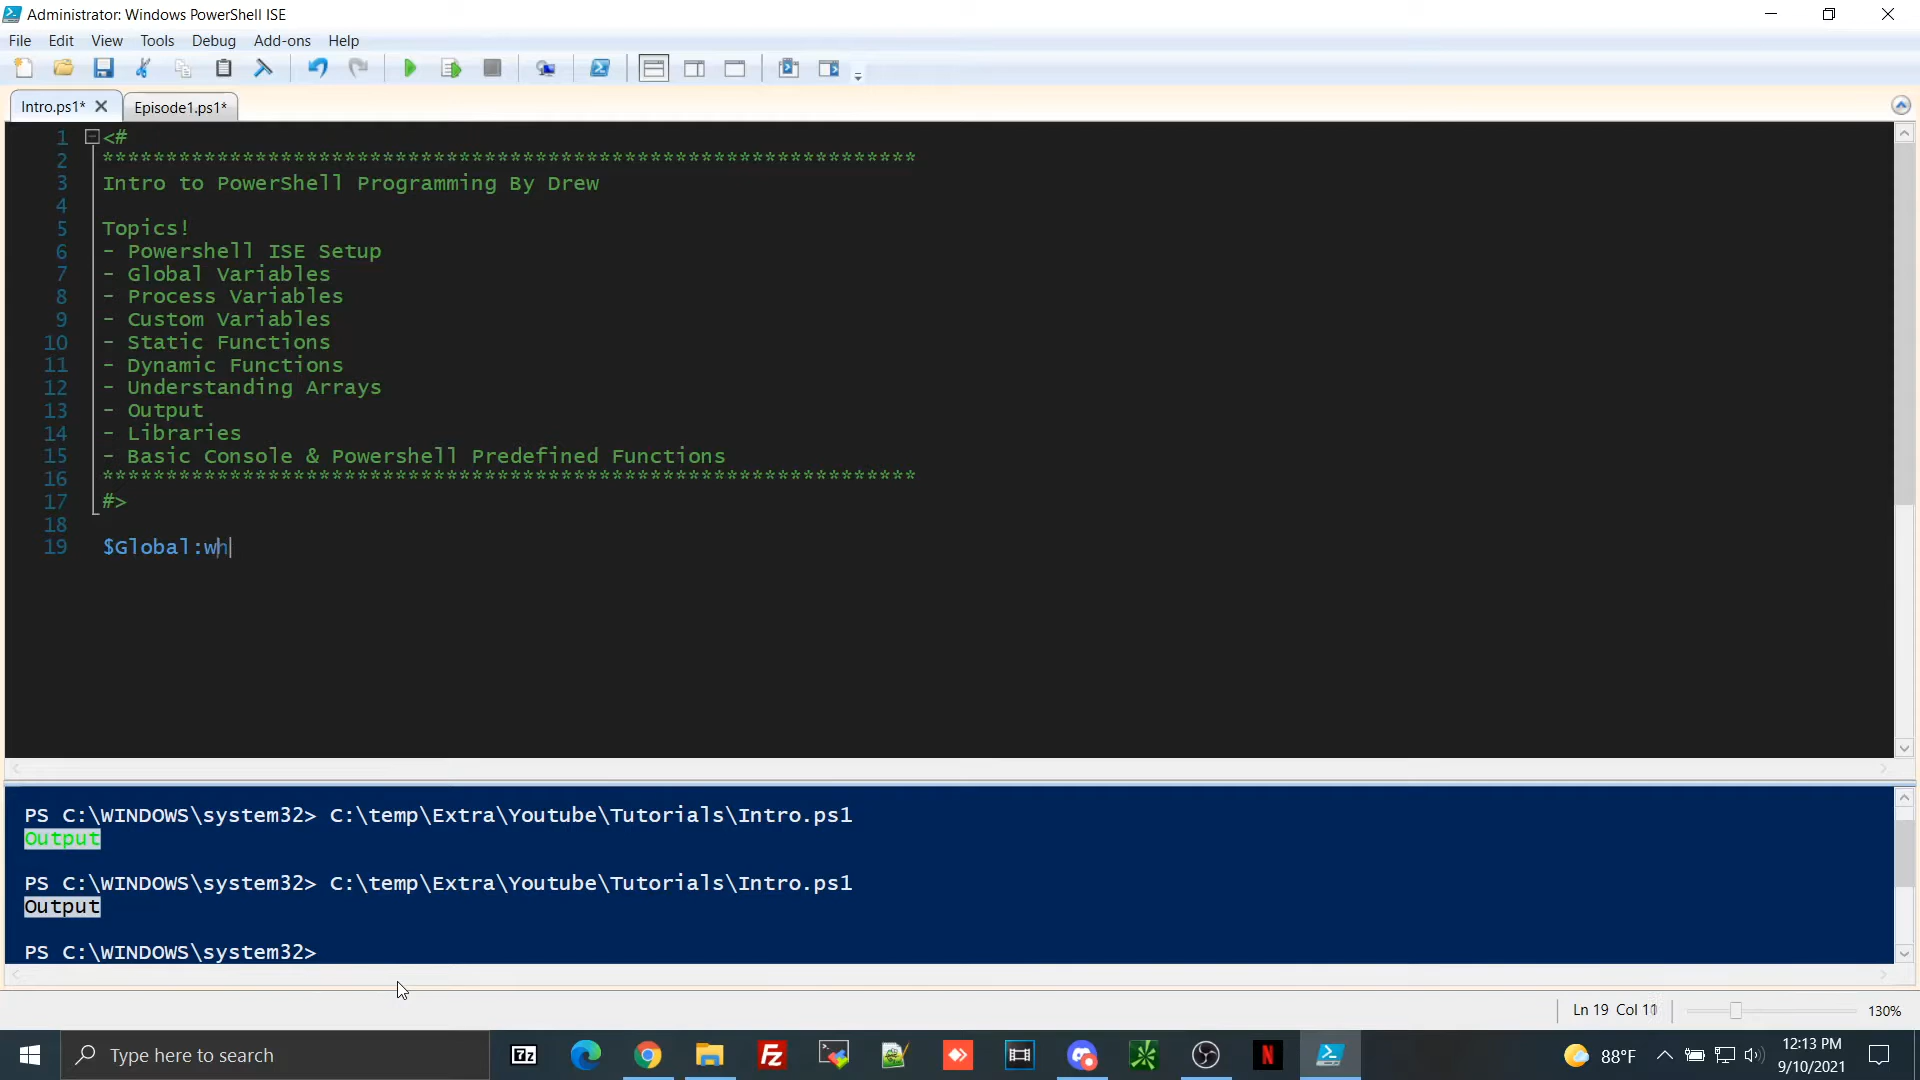 Administrator: Windows PowerShell ISE
File Edit View Tools Debug Add-ons Help
Intro.ps1* Episode1.ps1*
1 <#
2 ****************************************************************
3 Intro to PowerShell Programming By Drew
4
5 Topics!
6 - Powershell ISE Setup
7 - Global Variables
8 - Process Variables
9 - Custom Variables
10 - Static Functions
11 - Dynamic Functions
12 - Understanding Arrays
13 - Output
14 - Libraries
15 - Basic Console & Powershell Predefined Functions
16 ****************************************************************
17 #>
18
19 $Global:wh
PS C:\WINDOWS\system32> C:\temp\Extra\Youtube\Tutorials\Intro.ps1
Output
PS C:\WINDOWS\system32> C:\temp\Extra\Youtube\Tutorials\Intro.ps1
Output
PS C:\WINDOWS\system32>
Ln 19 Col 130%
Type here to search
7z
88°F
12:13 PM
9/10/2021